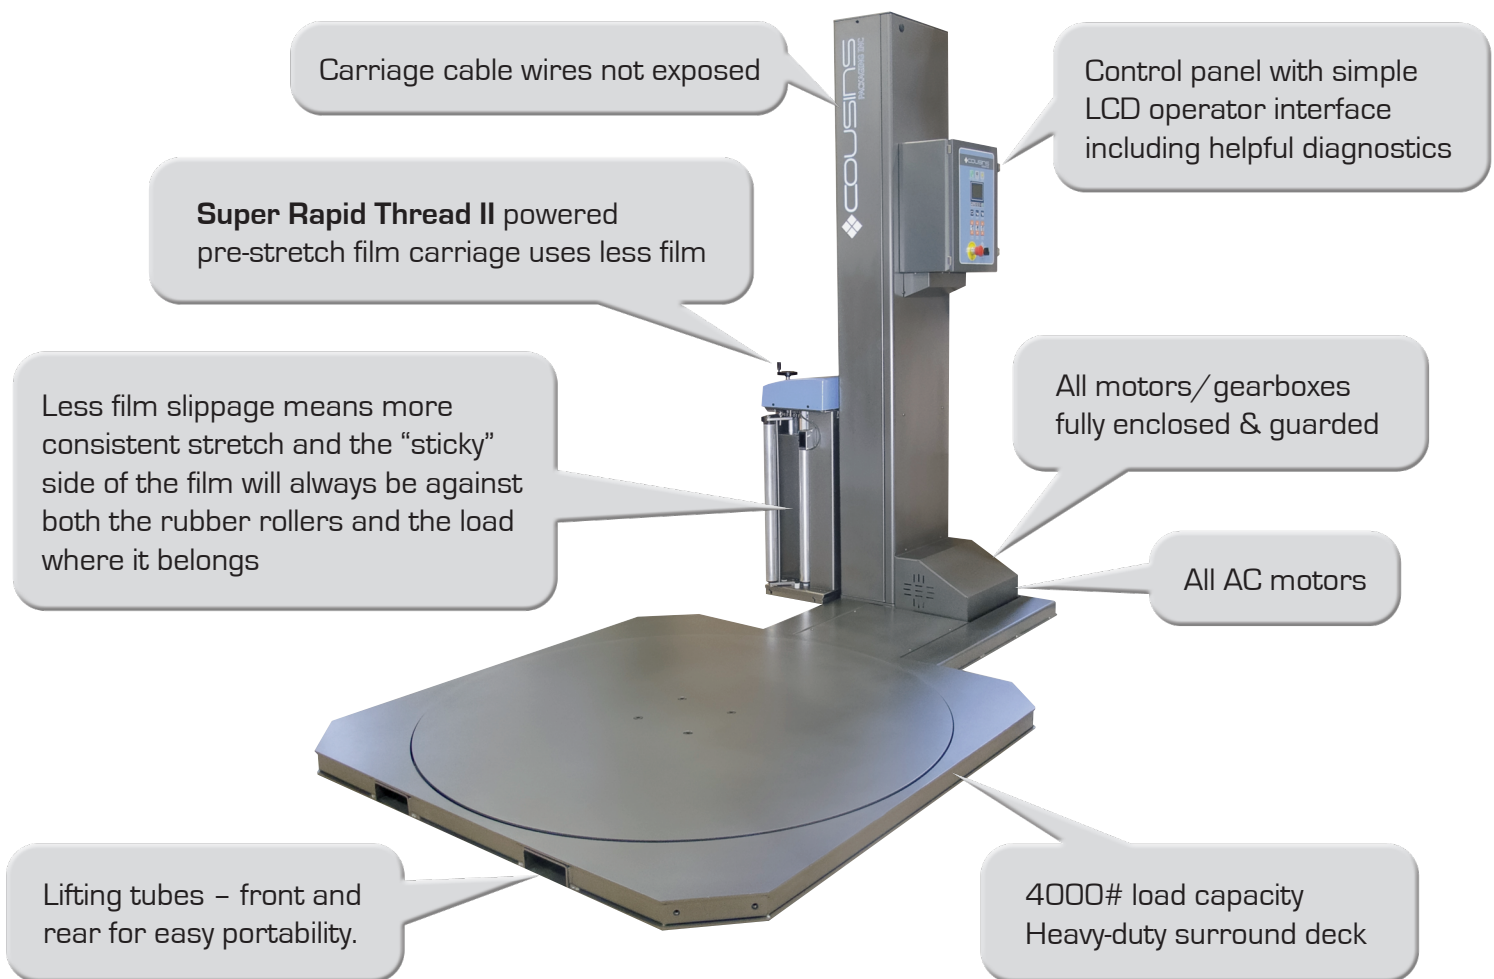 Carriage cable wires not exposed
COUSINS
PACKAGING INC
Control panel with simple
LCD operator interface
including helpful diagnostics
COUSINS
Super Rapid Thread II powered
pre-stretch film carriage uses less film
Less film slippage means more
consistent stretch and the “sticky”
side of the film will always be against
both the rubber rollers and the load
where it belongs
All motors/gearboxes
fully enclosed & guarded
All AC motors
Lifting tubes – front and
rear for easy portability.
4000# load capacity
Heavy-duty surround deck